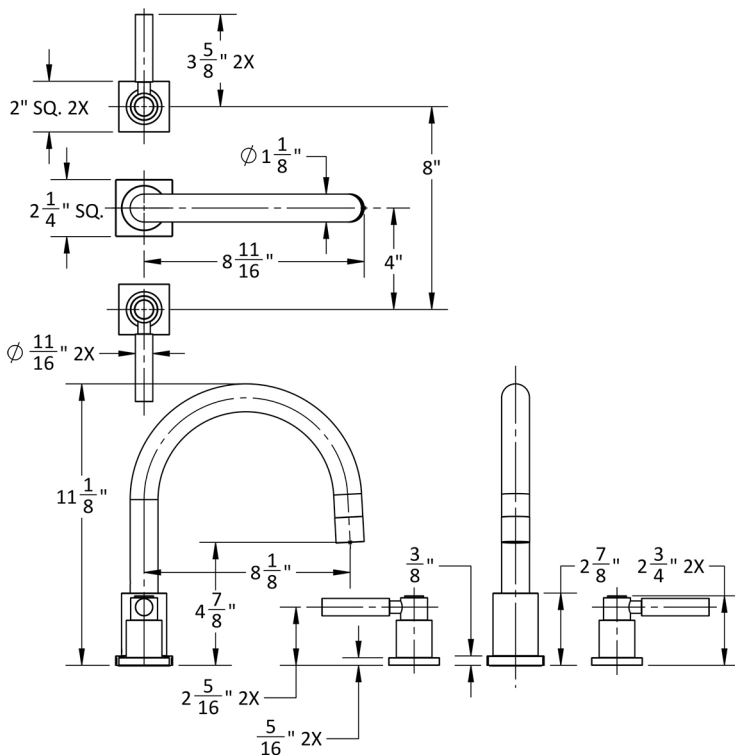 3 5/8" 2X
2" SQ. 2X
⌀ 1 1/8"
8"
2 1/4" SQ.
8 11/16"
4"
⌀ 11/16" 2X
11 1/8"
8 1/8"
4 7/8"
3/8"
2 7/8"
2 3/4" 2X
2 5/16" 2X
5/16" 2X